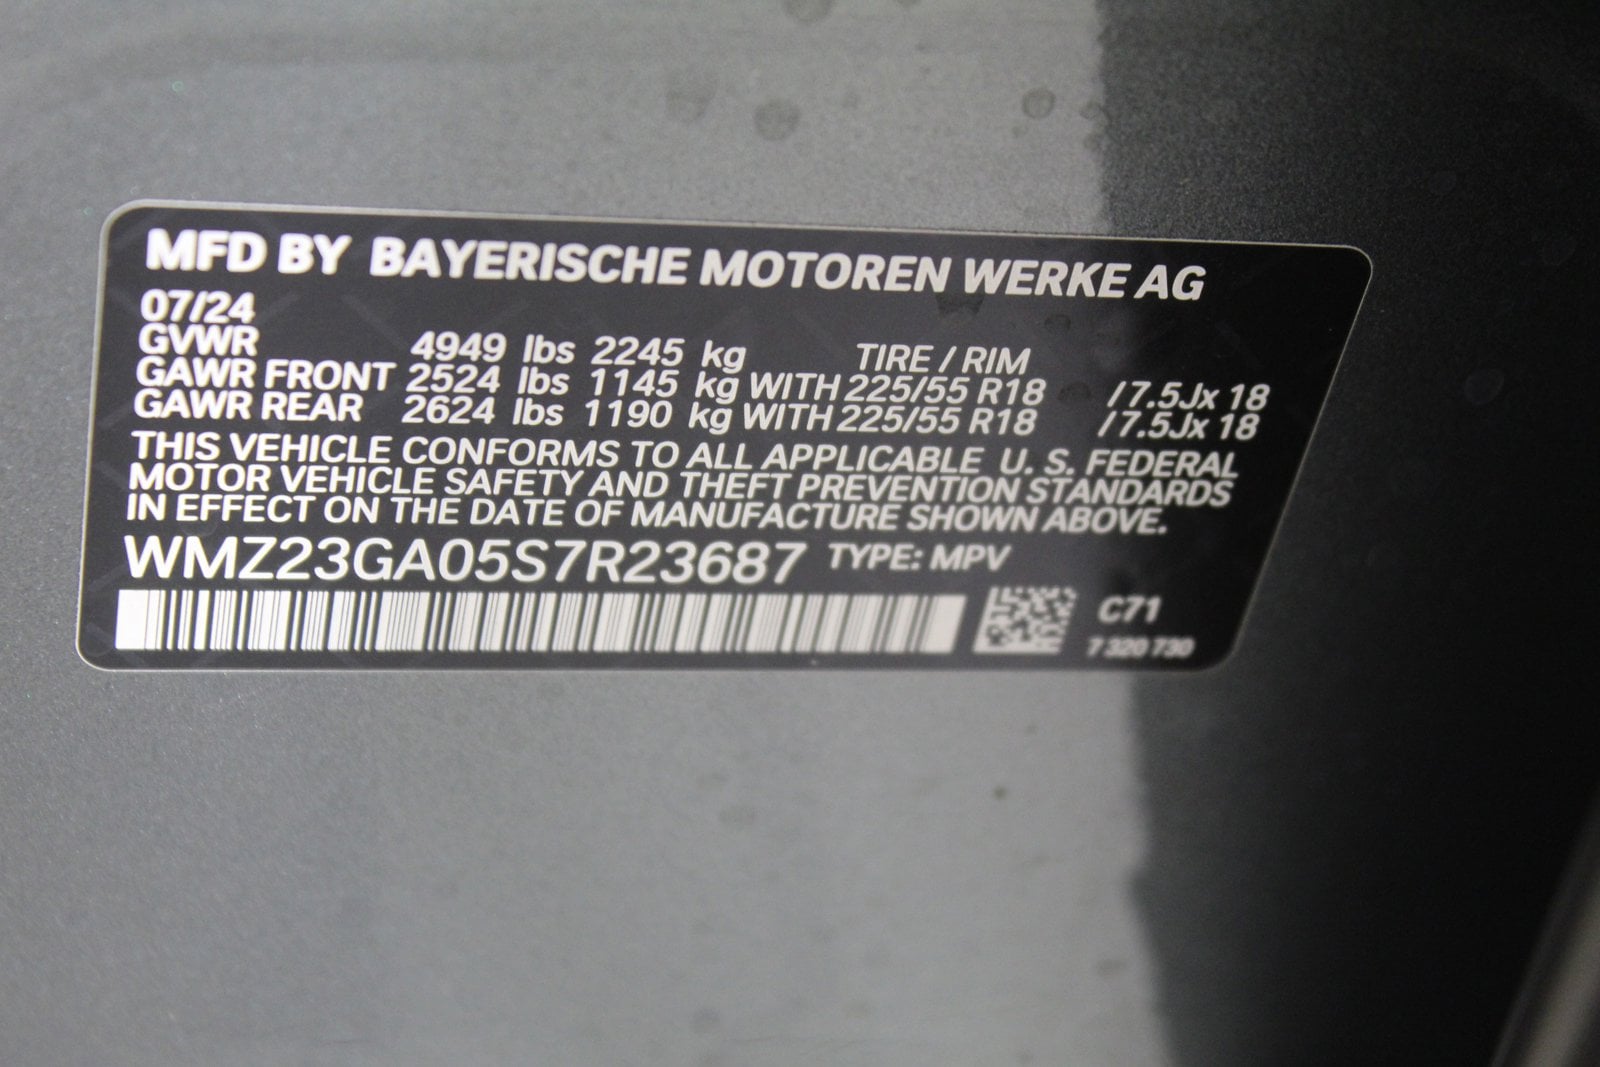 MFD BY BAYERISCHE MOTOREN WERKE AG
07/24
GVWR 4949 lbs 2245 kg TIRE / RIM
GAWR FRONT 2524 lbs 1145 kg WITH 225/55 R18 / 7.5Jx 18
GAWR REAR 2624 lbs 1190 kg WITH 225/55 R18 / 7.5Jx 18
THIS VEHICLE CONFORMS TO ALL APPLICABLE U. S. FEDERAL
MOTOR VEHICLE SAFETY AND THEFT PREVENTION STANDARDS
IN EFFECT ON THE DATE OF MANUFACTURE SHOWN ABOVE.
WMZ23GA05S7R23687 TYPE: MPV
C71
7 320 730